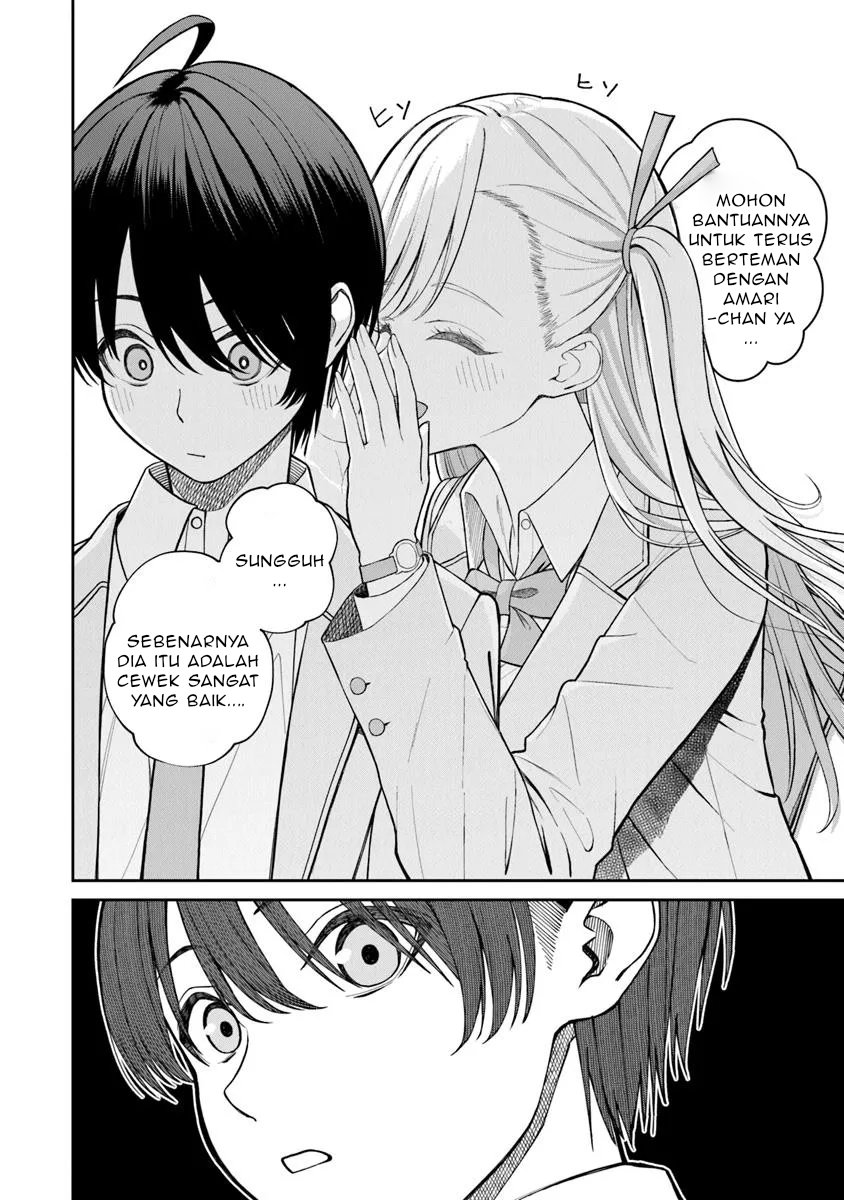 ヒソ
ヒソ
MOHON
BANTUANNYA
UNTUK TERUS
BERTEMAN
DENGAN
AMARI
-CHAN YA
...
SUNGGUH
...
SEBENARNYA
DIA ITU ADALAH
CEWEK SANGAT
YANG BAIK....